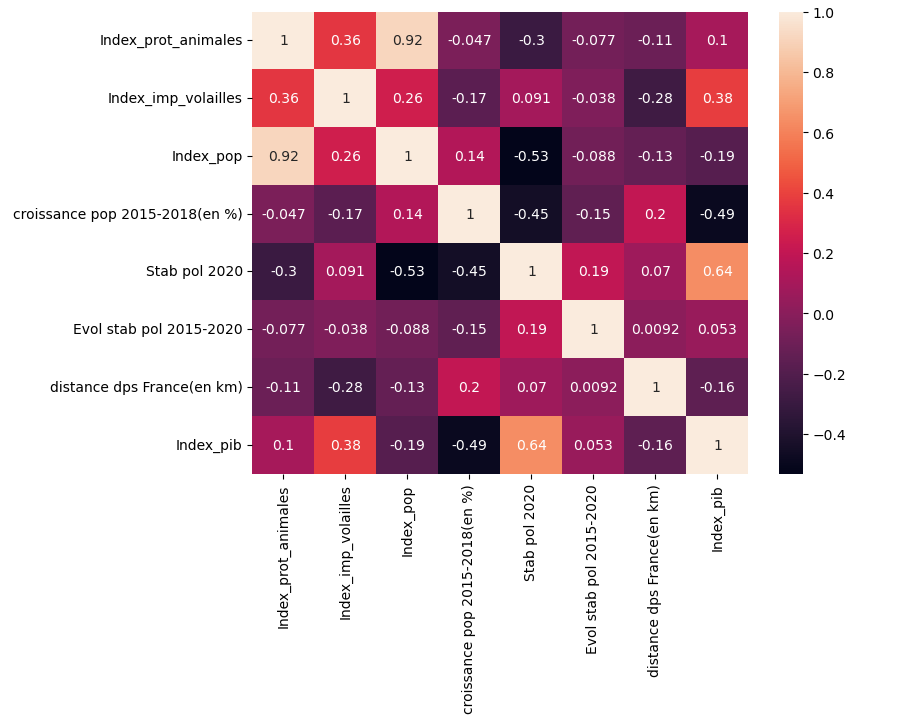 Index_prot_animales 1 0.36 0.92 -0.047 -0.3 -0.077 -0.11 0.1
Index_imp_volailles 0.36 1 0.26 -0.17 0.091 -0.038 -0.28 0.38
Index_pop 0.92 0.26 1 0.14 -0.53 -0.088 -0.13 -0.19
croissance pop 2015-2018(en %) -0.047 -0.17 0.14 1 -0.45 -0.15 0.2 -0.49
Stab pol 2020 -0.3 0.091 -0.53 -0.45 1 0.19 0.07 0.64
Evol stab pol 2015-2020 -0.077 -0.038 -0.088 -0.15 0.19 1 0.0092 0.053
distance dps France(en km) -0.11 -0.28 -0.13 0.2 0.07 0.0092 1 -0.16
Index_pib 0.1 0.38 -0.19 -0.49 0.64 0.053 -0.16 1
Index_prot_animales
Index_imp_volailles
Index_pop
croissance pop 2015-2018(en %)
Stab pol 2020
Evol stab pol 2015-2020
distance dps France(en km)
Index_pib
1.0
0.8
0.6
0.4
0.2
0.0
−0.2
−0.4